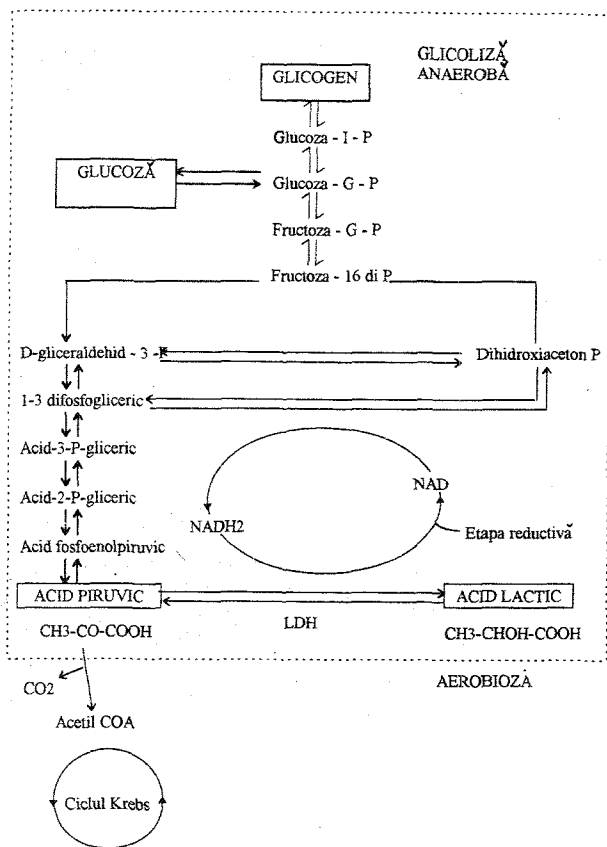 GLICOLIZĂ
ANAEROBĂ
GLICOGEN
Glucoza - I - P
GLUCOZĂ
Glucoza - G - P
Fructoza - G - P
Fructoza - 16 di P
D-gliceraldehid - 3 - P
Dihidroxiaceton P
1-3 difosfogliceric
Acid-3-P-gliceric
Acid-2-P-gliceric
NAD
NADH2
Etapa reductivă
Acid fosfoenolpiruvic
ACID PIRUVIC
ACID LACTIC
LDH
CH3-CO-COOH
CH3-CHOH-COOH
CO2
AEROBIOZĂ
Acetil COA
Ciclul Krebs